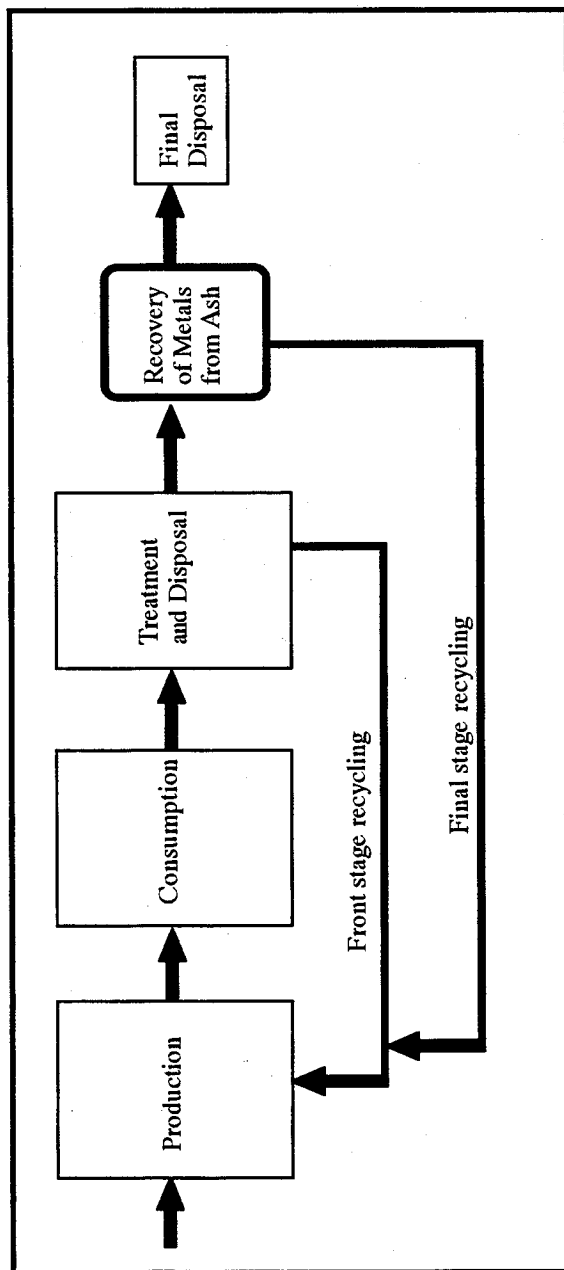 Production
Consumption
Treatment
and Disposal
Recovery
of Metals
from Ash
Final
Disposal
Front stage recycling
Final stage recycling